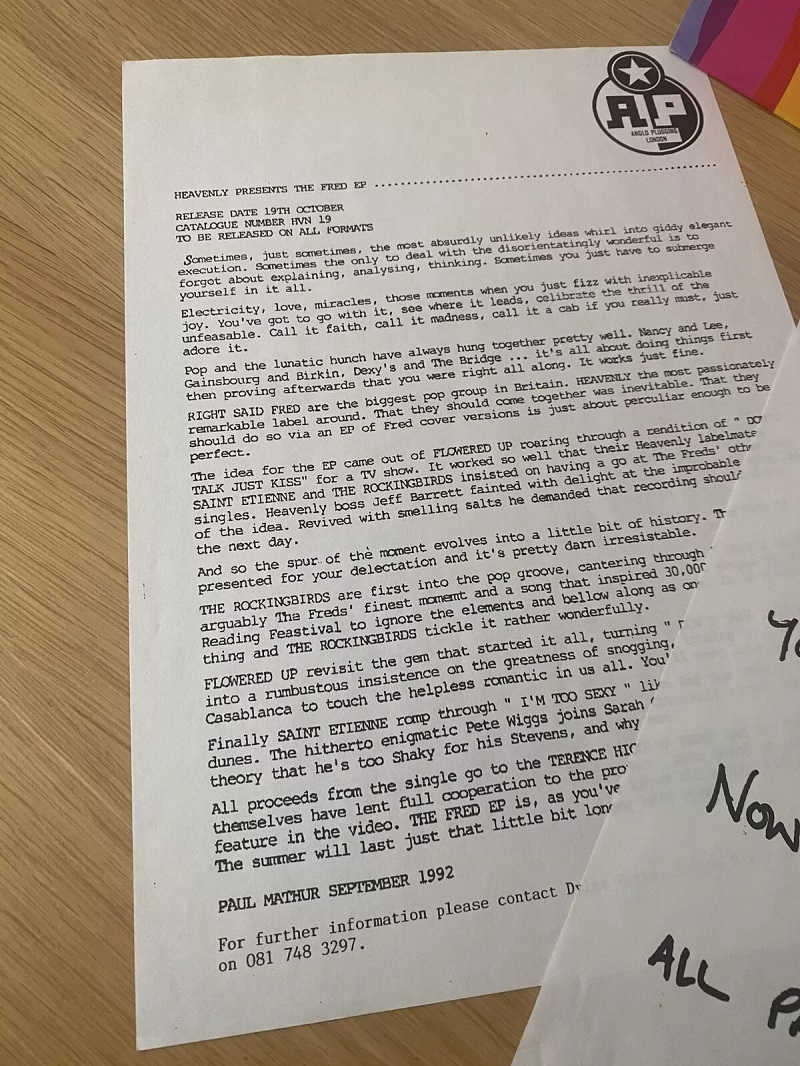 AP
ANGLO PLUGGING
LONDON
HEAVENLY PRESENTS THE FRED EP ..........................................
RELEASE DATE 19TH OCTOBER
CATALOGUE NUMBER HVN 19
TO BE RELEASED ON ALL FORMATS
Sometimes, just sometimes, the most absurdly unlikely ideas whirl into giddy elegant
execution. Sometimes the only to deal with the disorientatingly wonderful is to
forgot about explaining, analysing, thinking. Sometimes you just have to submerge
yourself in it all.
Electricity, love, miracles, those moments when you just fizz with inexplicable
joy. You've got to go with it, see where it leads, celibrate the thrill of the
unfeasable. Call it faith, call it madness, call it a cab if you really must, just
adore it.
Pop and the lunatic hunch have always hung together pretty well. Nancy and Lee,
Gainsbourg and Birkin, Dexy's and The Bridge ... it's all about doing things first
then proving afterwards that you were right all along. It works just fine.
RIGHT SAID FRED are the biggest pop group in Britain. HEAVENLY the most passionately
remarkable label around. That they should come together was inevitable. That they
should do so via an EP of Fred cover versions is just about perculiar enough to be
perfect.
The idea for the EP came out of FLOWERED UP roaring through a rendition of " DO
TALK JUST KISS" for a TV show. It worked so well that their Heavenly labelmate
SAINT ETIENNE and THE ROCKINGBIRDS insisted on having a go at The Freds' oth
singles. Heavenly boss Jeff Barrett fainted with delight at the improbable
of the idea. Revived with smelling salts he demanded that recording should
the next day.
And so the spur of the moment evolves into a little bit of history. Th
presented for your delectation and it's pretty darn irresistable.
THE ROCKINGBIRDS are first into the pop groove, cantering through
arguably The Freds' finest momemt and a song that inspired 30,000
Reading Feastival to ignore the elements and bellow along as on
thing and THE ROCKINGBIRDS tickle it rather wonderfully.
FLOWERED UP revisit the gem that started it all, turning "
into a rumbustous insistence on the greatness of snogging,
Casablanca to touch the helpless romantic in us all. You'
Finally SAINT ETIENNE romp through " I'M TOO SEXY " lik
dunes. The hitherto enigmatic Pete Wiggs joins Sarah
theory that he's too Shaky for his Stevens, and why
All proceeds from the single go to the TERENCE HIG
themselves have lent full cooperation to the pro
feature in the video. THE FRED EP is, as you've
The summer will last just that little bit lon
PAUL MATHUR SEPTEMBER 1992
For further information please contact D
on 081 748 3297.
Yo
Now
ALL PA